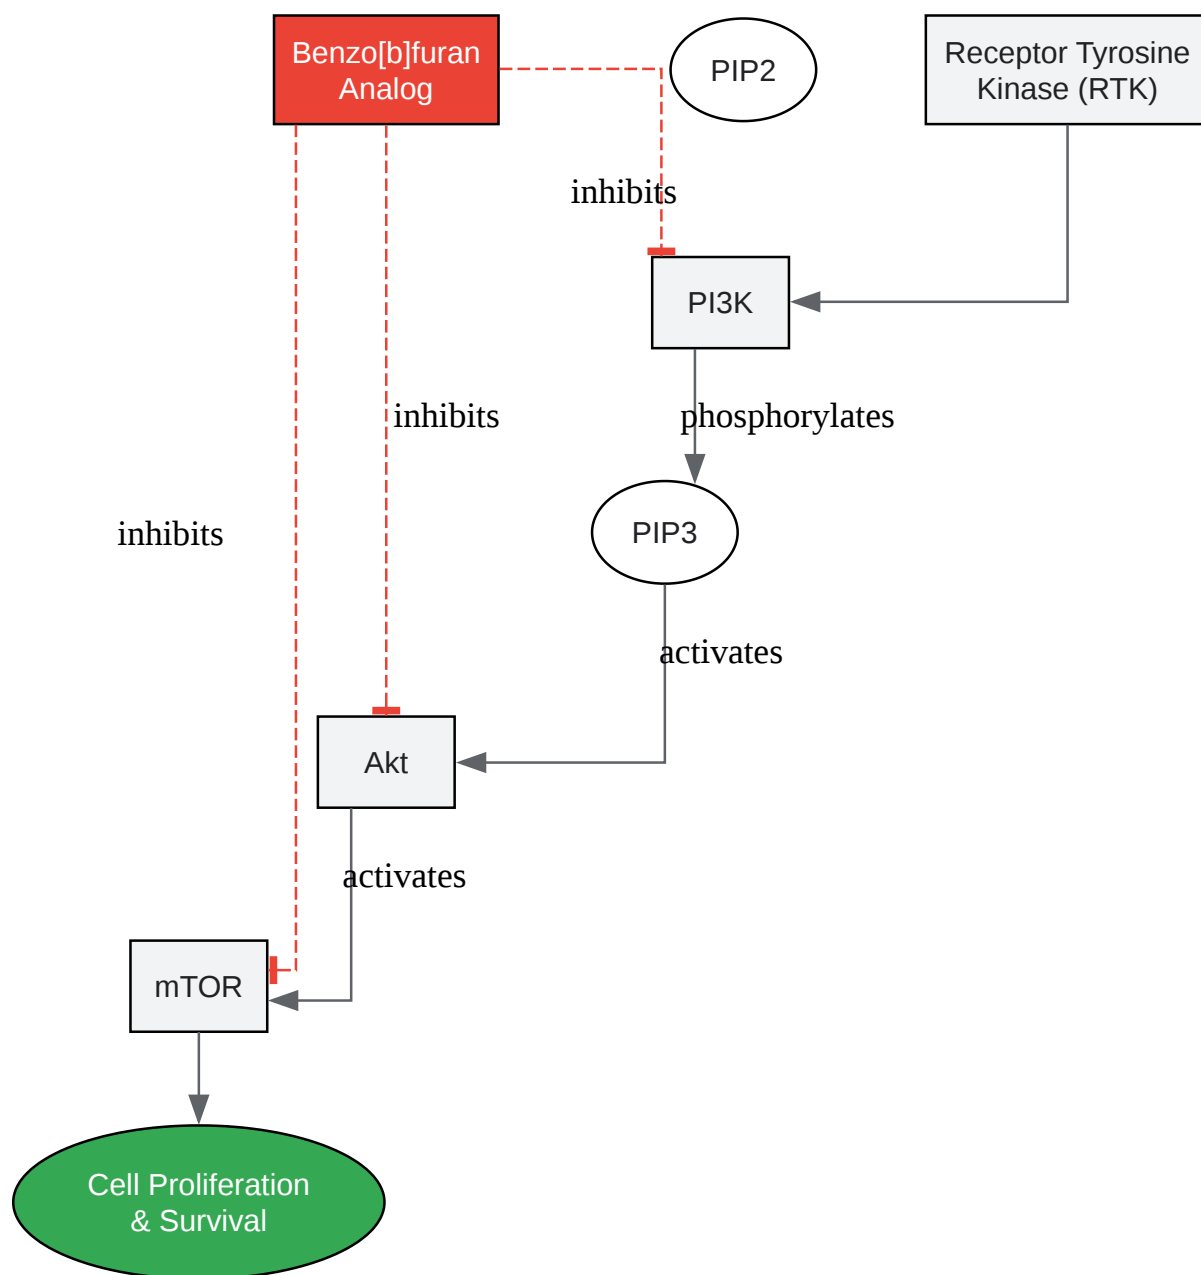 Benzo[b]furan
Analog
PIP2
Receptor Tyrosine
Kinase (RTK)
inhibits
PI3K
inhibits
phosphorylates
inhibits
PIP3
activates
Akt
activates
mTOR
Cell Proliferation
& Survival